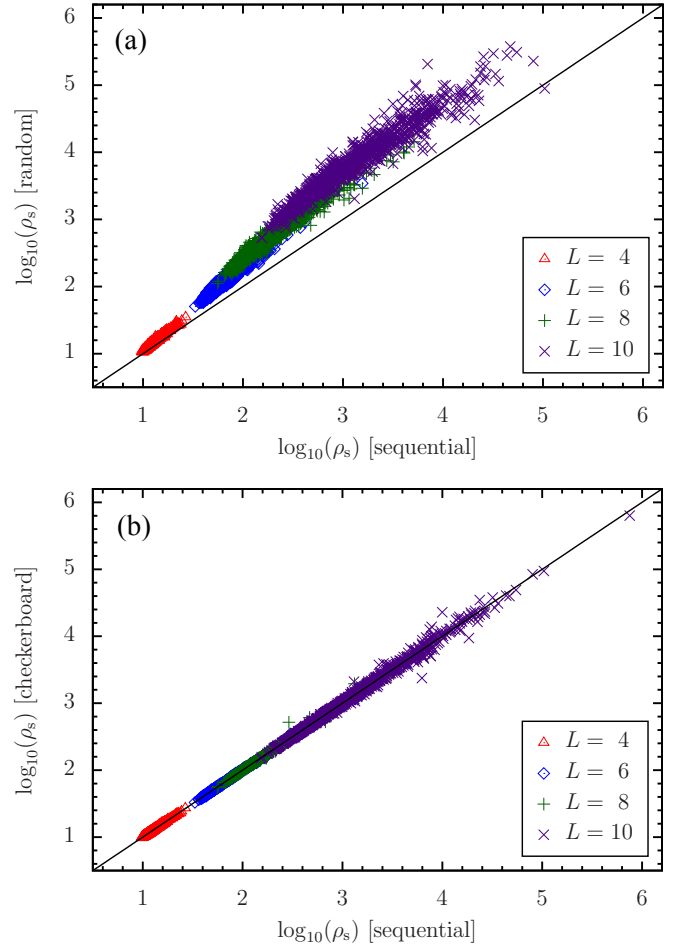 (a)
6
5
4
3
2
1
log₁₀(ρₛ) [random]
L = 4
L = 6
L = 8
L = 10
1 2 3 4 5 6
log₁₀(ρₛ) [sequential]
(b)
6
5
4
3
2
1
log₁₀(ρₛ) [checkerboard]
L = 4
L = 6
L = 8
L = 10
1 2 3 4 5 6
log₁₀(ρₛ) [sequential]